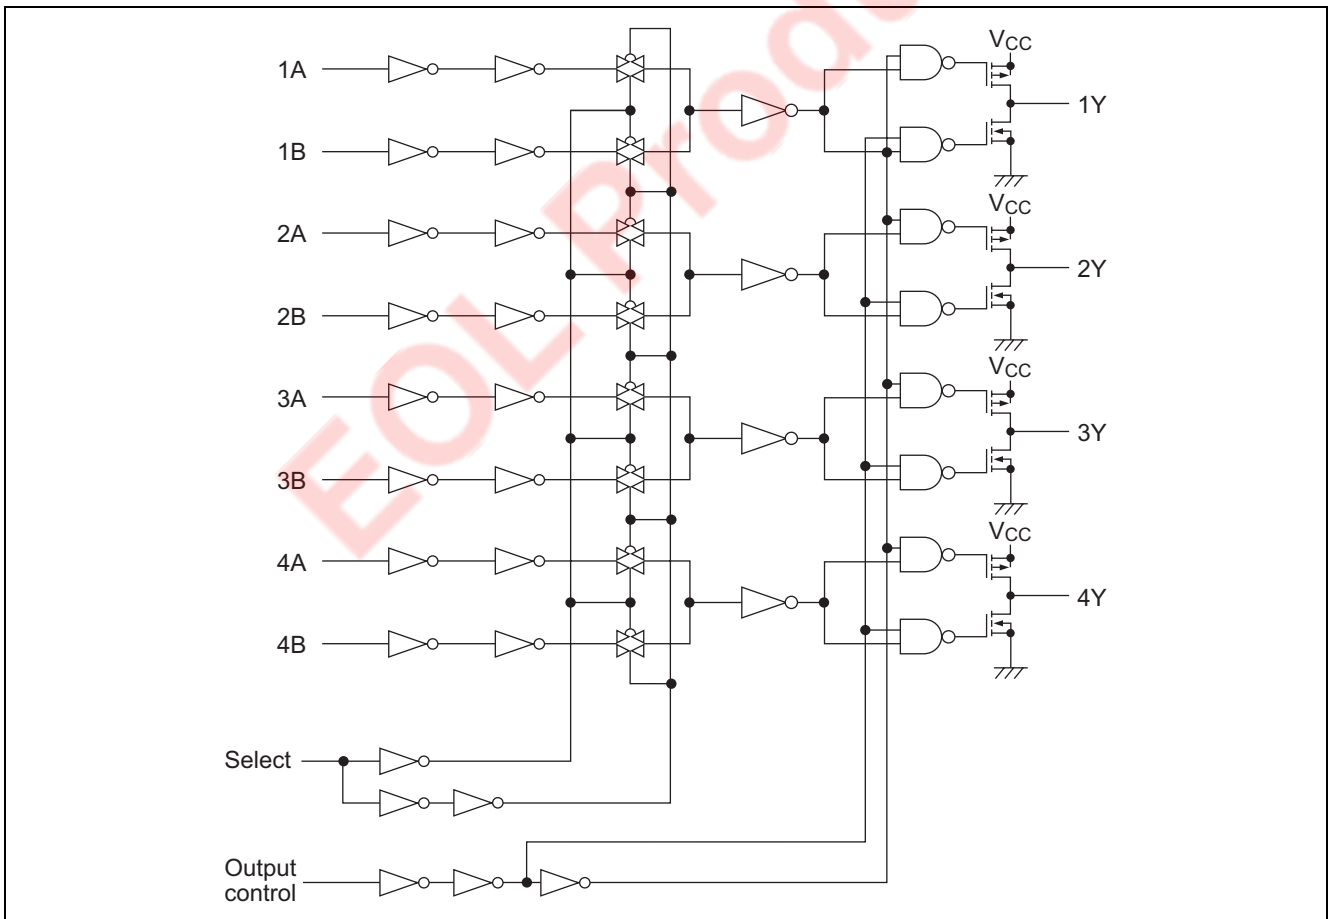 EOL Produ
VCC
1A
1Y
1B
VCC
2A
2Y
2B
VCC
3A
3Y
3B
VCC
4A
4Y
4B
Select
Output
control